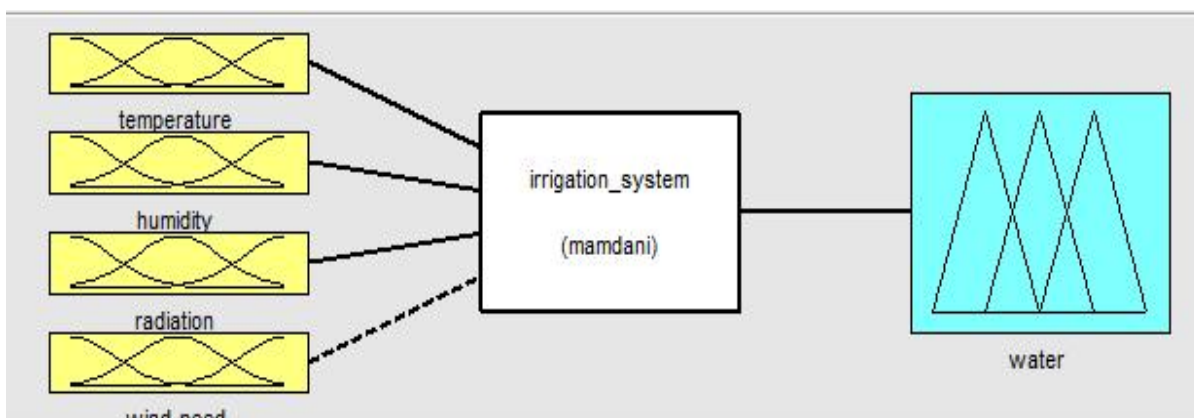 temperature
humidity
radiation
irrigation_system
(mamdani)
water